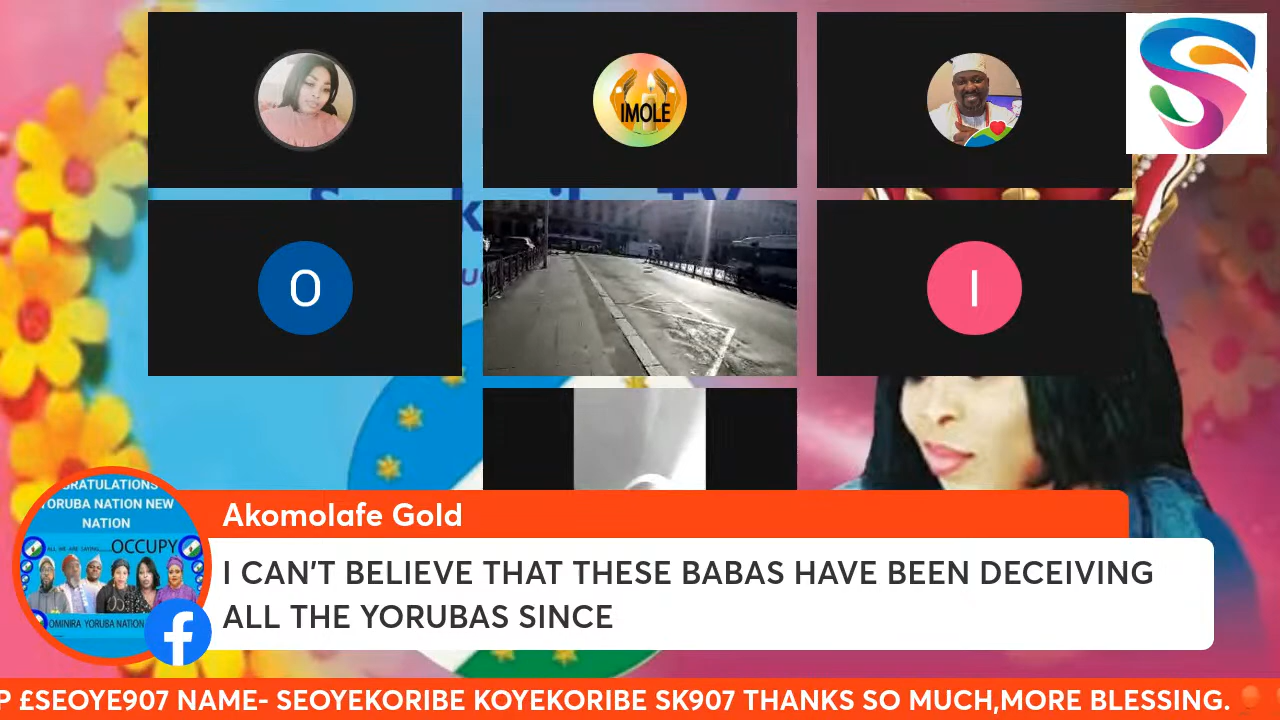 IMOLE
O
I
GRATULATIONS
YORUBA NATION NEW
NATION
ALL WE ARE SAYING......OCCUPY
OMINIRA YORUBA NATION
Akomolafe Gold
I CAN'T BELIEVE THAT THESE BABAS HAVE BEEN DECEIVING
ALL THE YORUBAS SINCE
P £SEOYE907 NAME- SEOYEKORIBE KOYEKORIBE SK907 THANKS SO MUCH,MORE BLESSING.